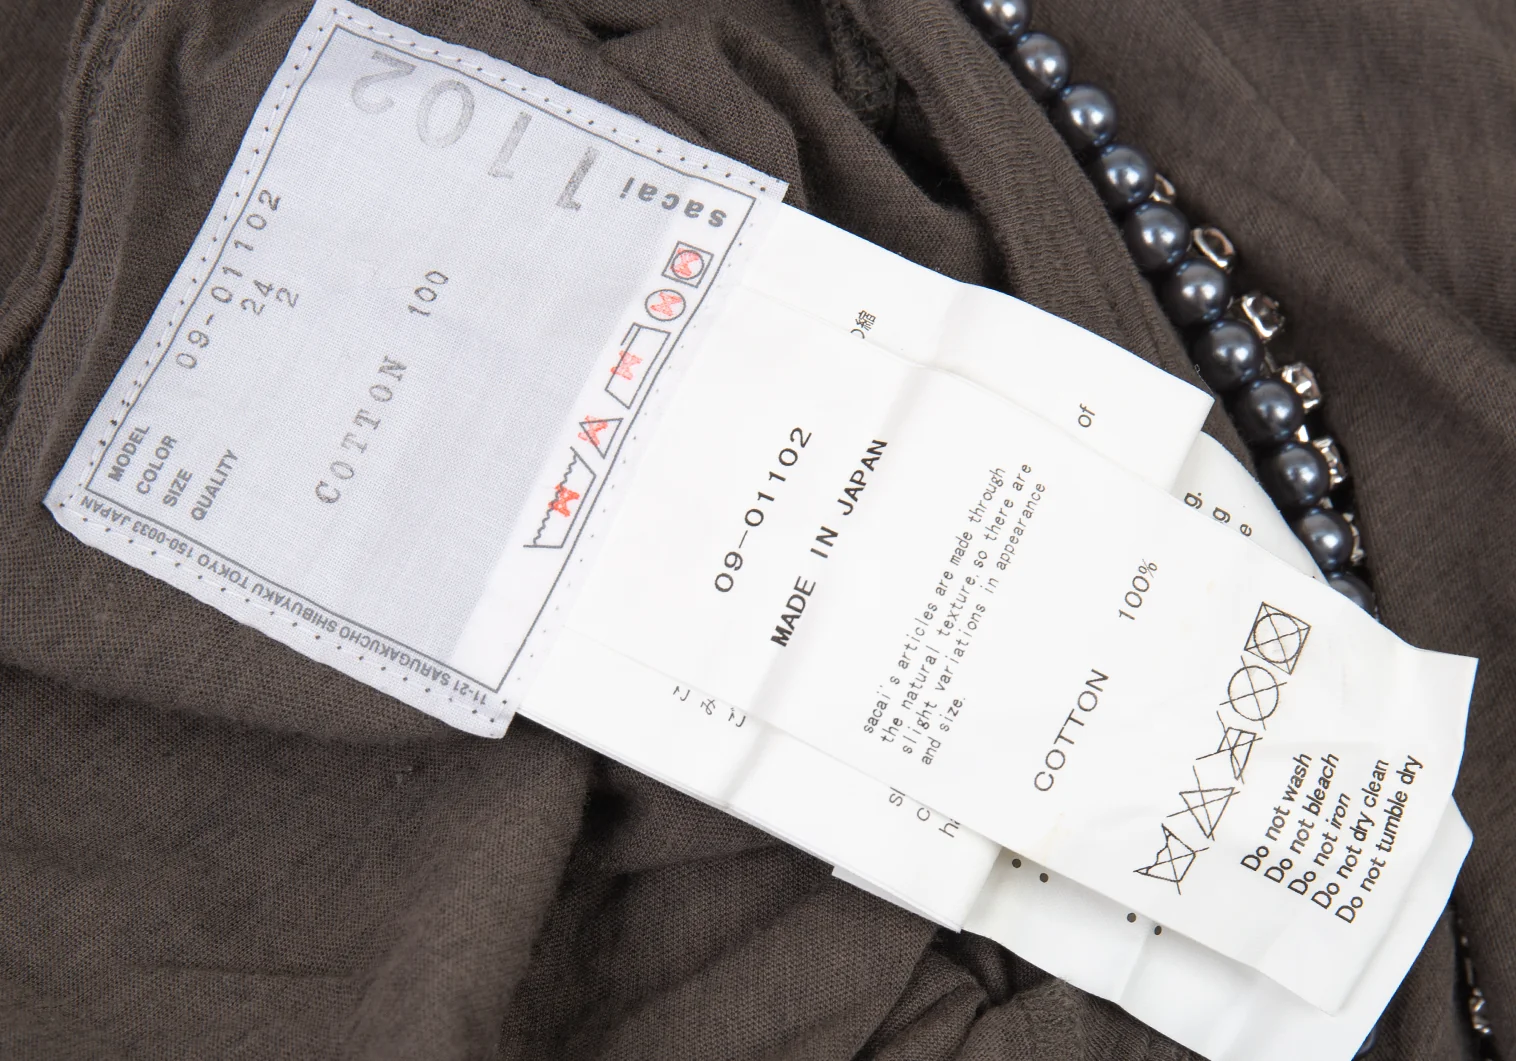 sacai
1102
MODEL 09-01102
COLOR 24
SIZE 2
QUALITY
COTTON 100
11-21 SARUGAKUCHO SHIBUYAKU TOKYO 150-0033 JAPAN
09-01102
MADE IN JAPAN
sacai's articles are made through
the natural texture, so there are
slight variations in appearance
and size.
COTTON 100%
Do not wash
Do not bleach
Do not iron
Do not dry clean
Do not tumble dry
の縮
of
g.
g
e